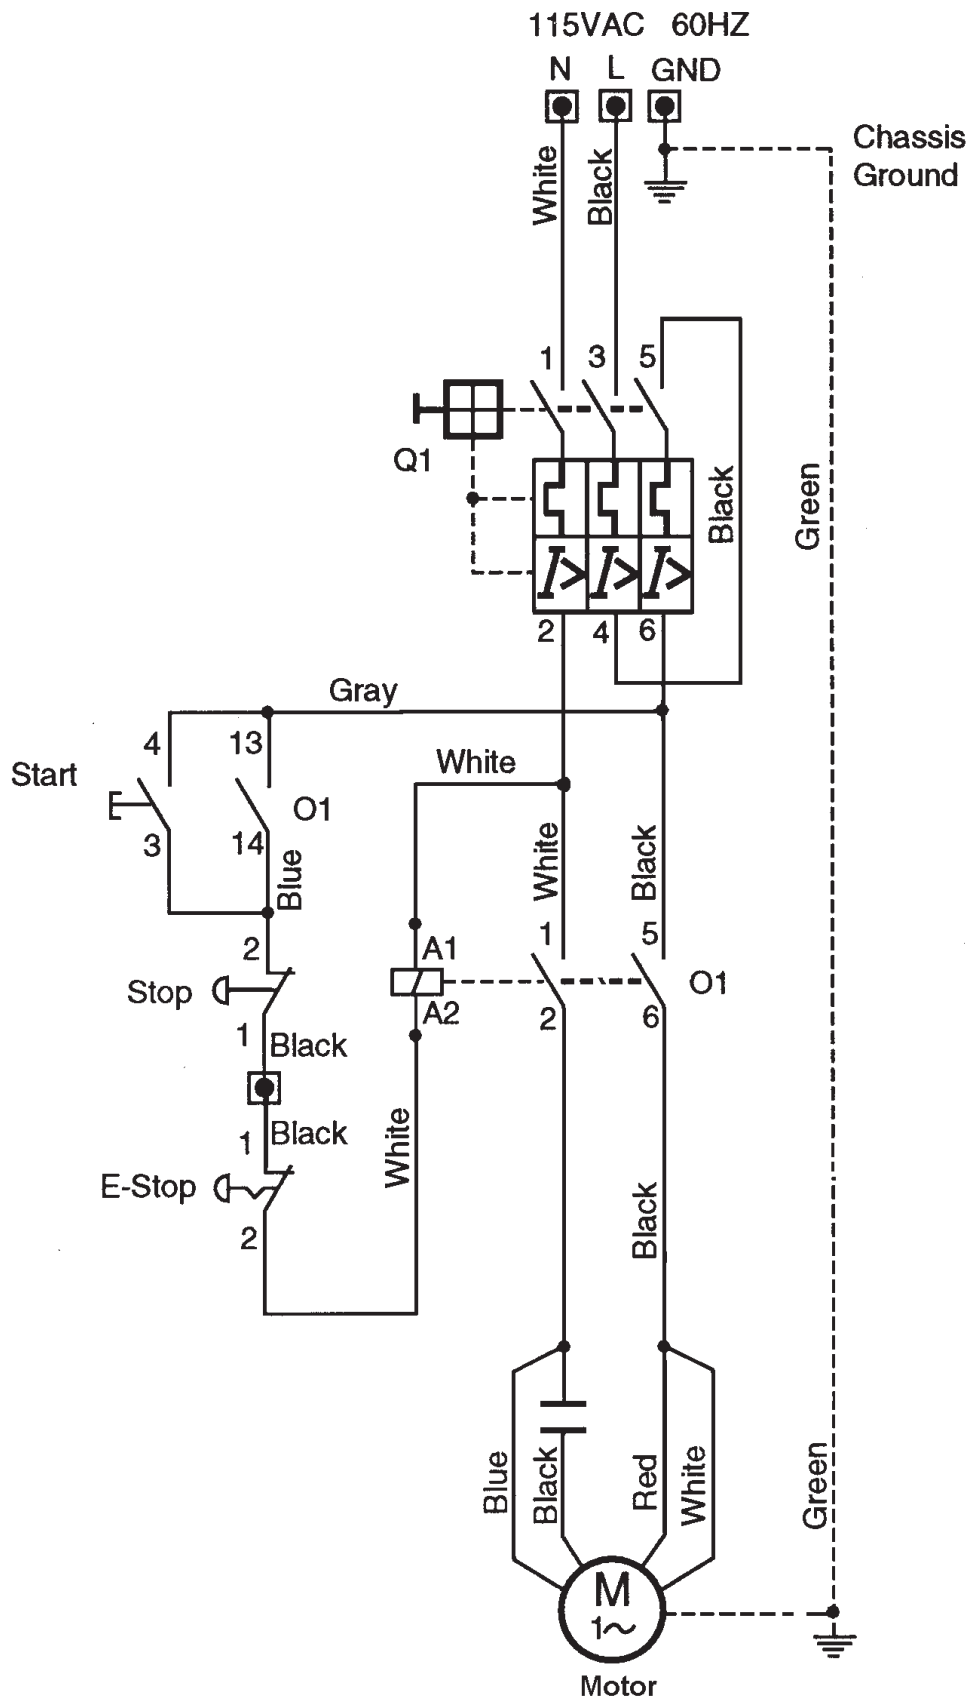 115VAC 60HZ
N L GND
Chassis
Ground
White
Black
1 3 5
Q1
Black
Green
2 4 6
Gray
4 13
Start
O1
3 14
White
Blue
White
Black
2
1 5
A1
Stop
O1
A2
2 6
1
Black
1
Black
White
E-Stop
Black
2
Blue
Black
Red
White
Green
M
1~
Motor